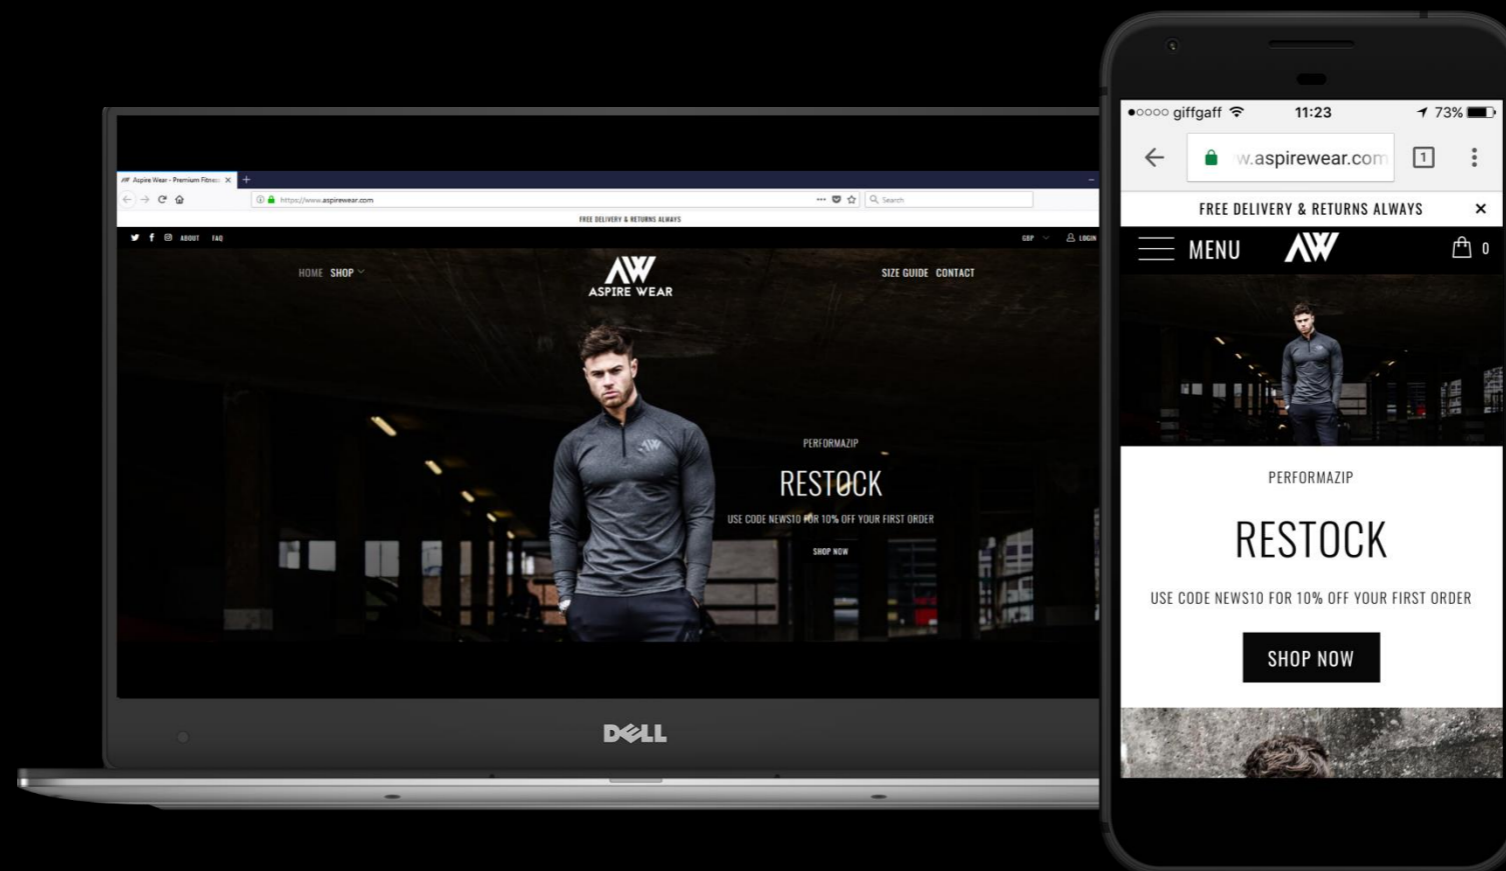 Aspire Wear - Premium Fitnes
https://www.aspirewear.com
Search
FREE DELIVERY & RETURNS ALWAYS
ABOUT FAQ
GBP
LOGIN
HOME SHOP
AW
ASPIRE WEAR
SIZE GUIDE CONTACT
AW
PERFORMAZIP
RESTOCK
USE CODE NEWS10 FOR 10% OFF YOUR FIRST ORDER
SHOP NOW
DELL
giffgaff 11:23 73%
w.aspirewear.com 1
FREE DELIVERY & RETURNS ALWAYS
MENU AW 0
PERFORMAZIP
RESTOCK
USE CODE NEWS10 FOR 10% OFF YOUR FIRST ORDER
SHOP NOW